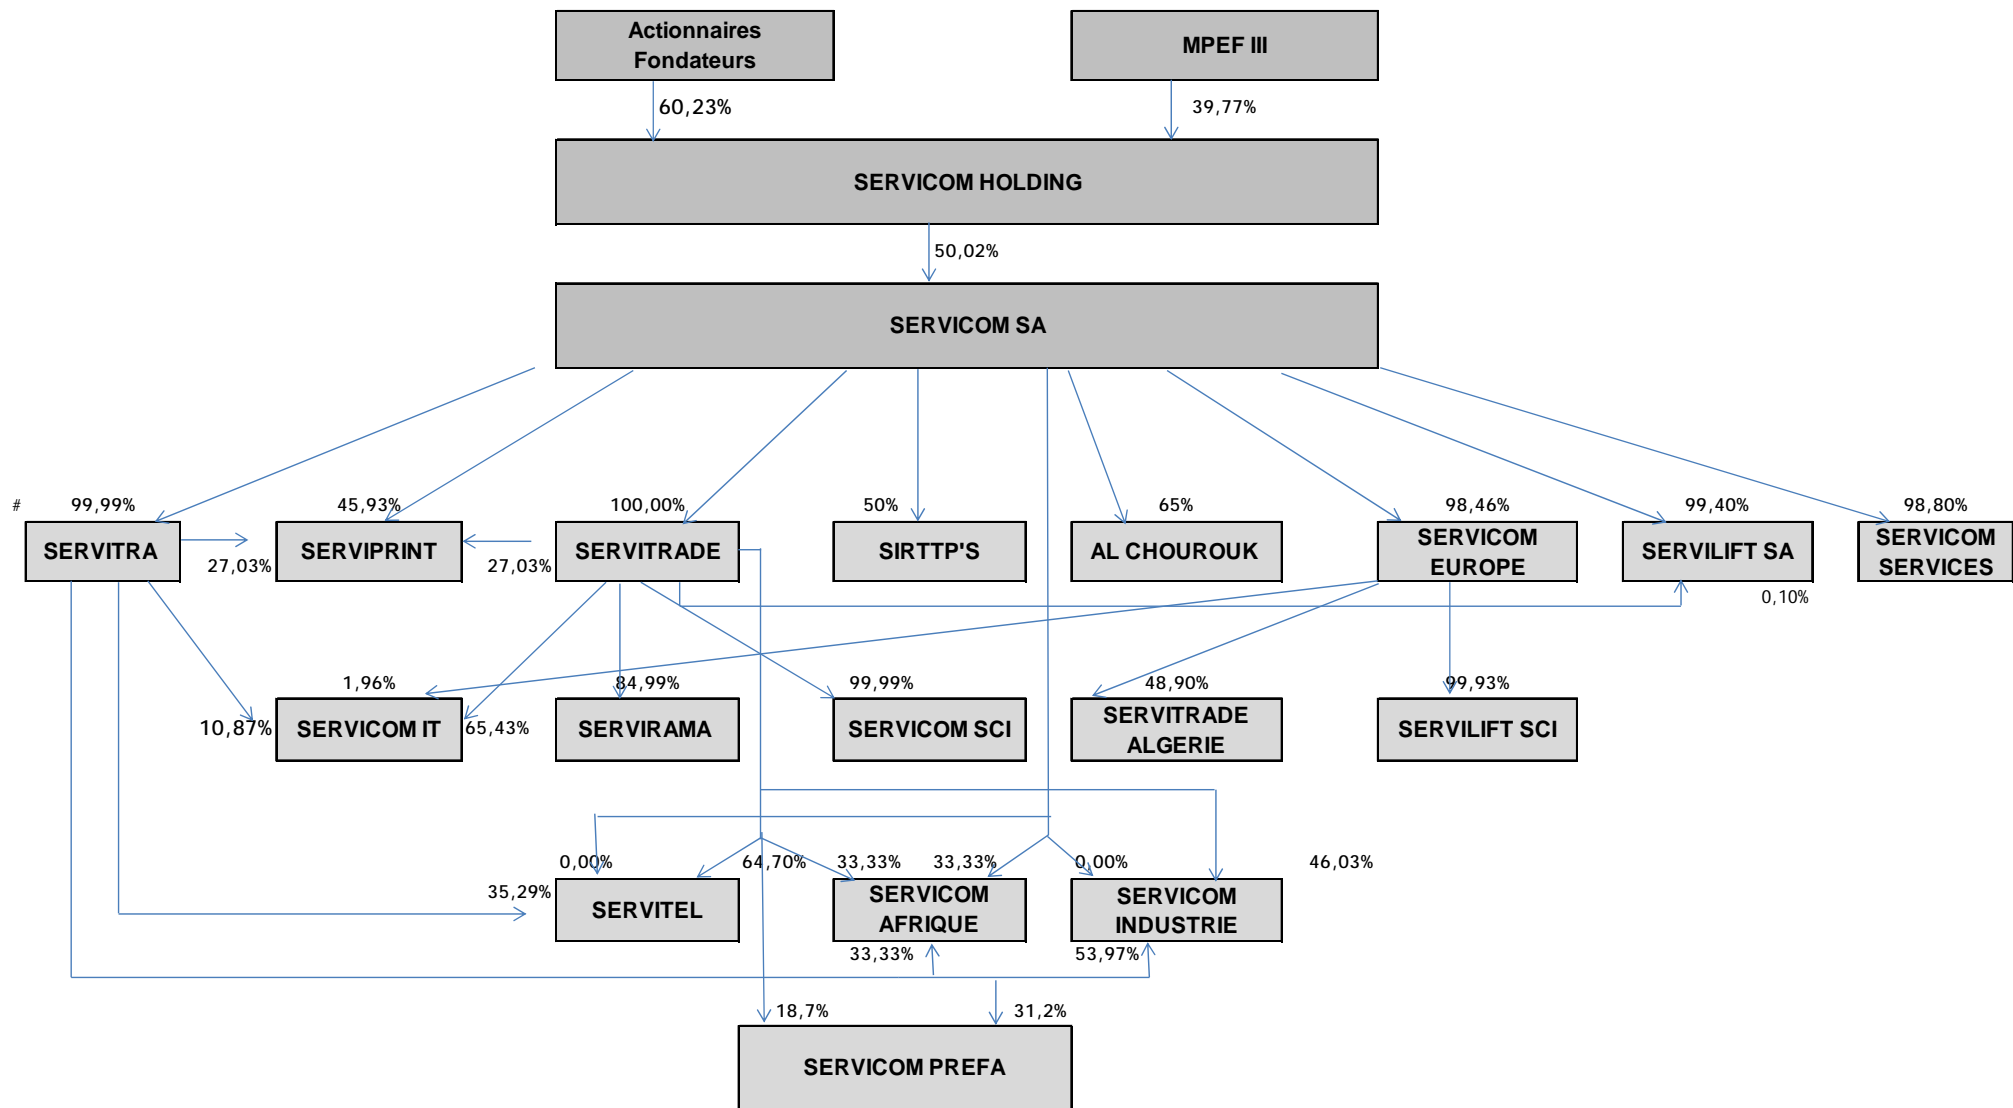 Actionnaires
Fondateurs
MPEF III
60,23%
39,77%
SERVICOM HOLDING
50,02%
SERVICOM SA
#
99,99%
45,93%
100,00%
50%
65%
98,46%
99,40%
98,80%
SERVITRA
27,03%
SERVIPRINT
27,03%
SERVITRADE
SIRTTP'S
AL CHOUROUK
SERVICOM
EUROPE
SERVILIFT SA
SERVICOM
SERVICES
0,10%
1,96%
84,99%
99,99%
48,90%
99,93%
10,87%
SERVICOM IT
65,43%
SERVIRAMA
SERVICOM SCI
SERVITRADE
ALGERIE
SERVILIFT SCI
0,00%
64,70%
33,33%
33,33%
0,00%
46,03%
35,29%
SERVITEL
SERVICOM
AFRIQUE
SERVICOM
INDUSTRIE
33,33%
53,97%
18,7%
31,2%
SERVICOM PREFA